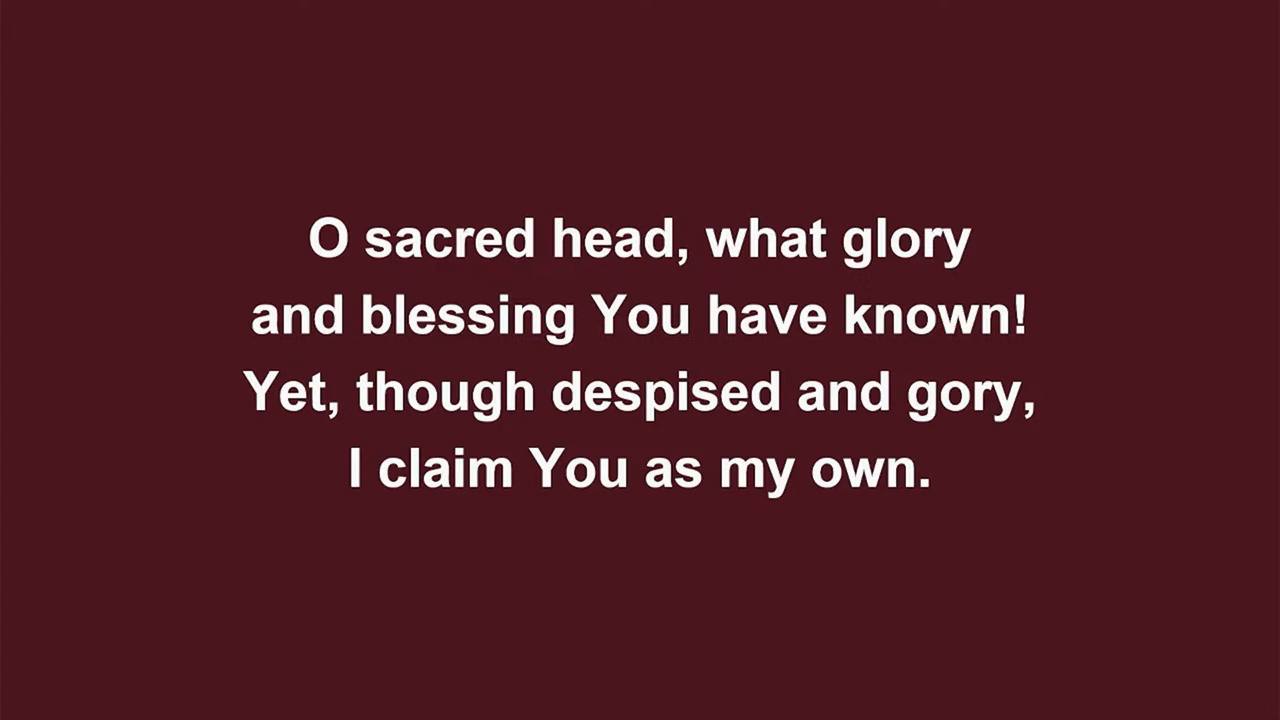 O sacred head, what glory
and blessing You have known!
Yet, though despised and gory,
I claim You as my own.